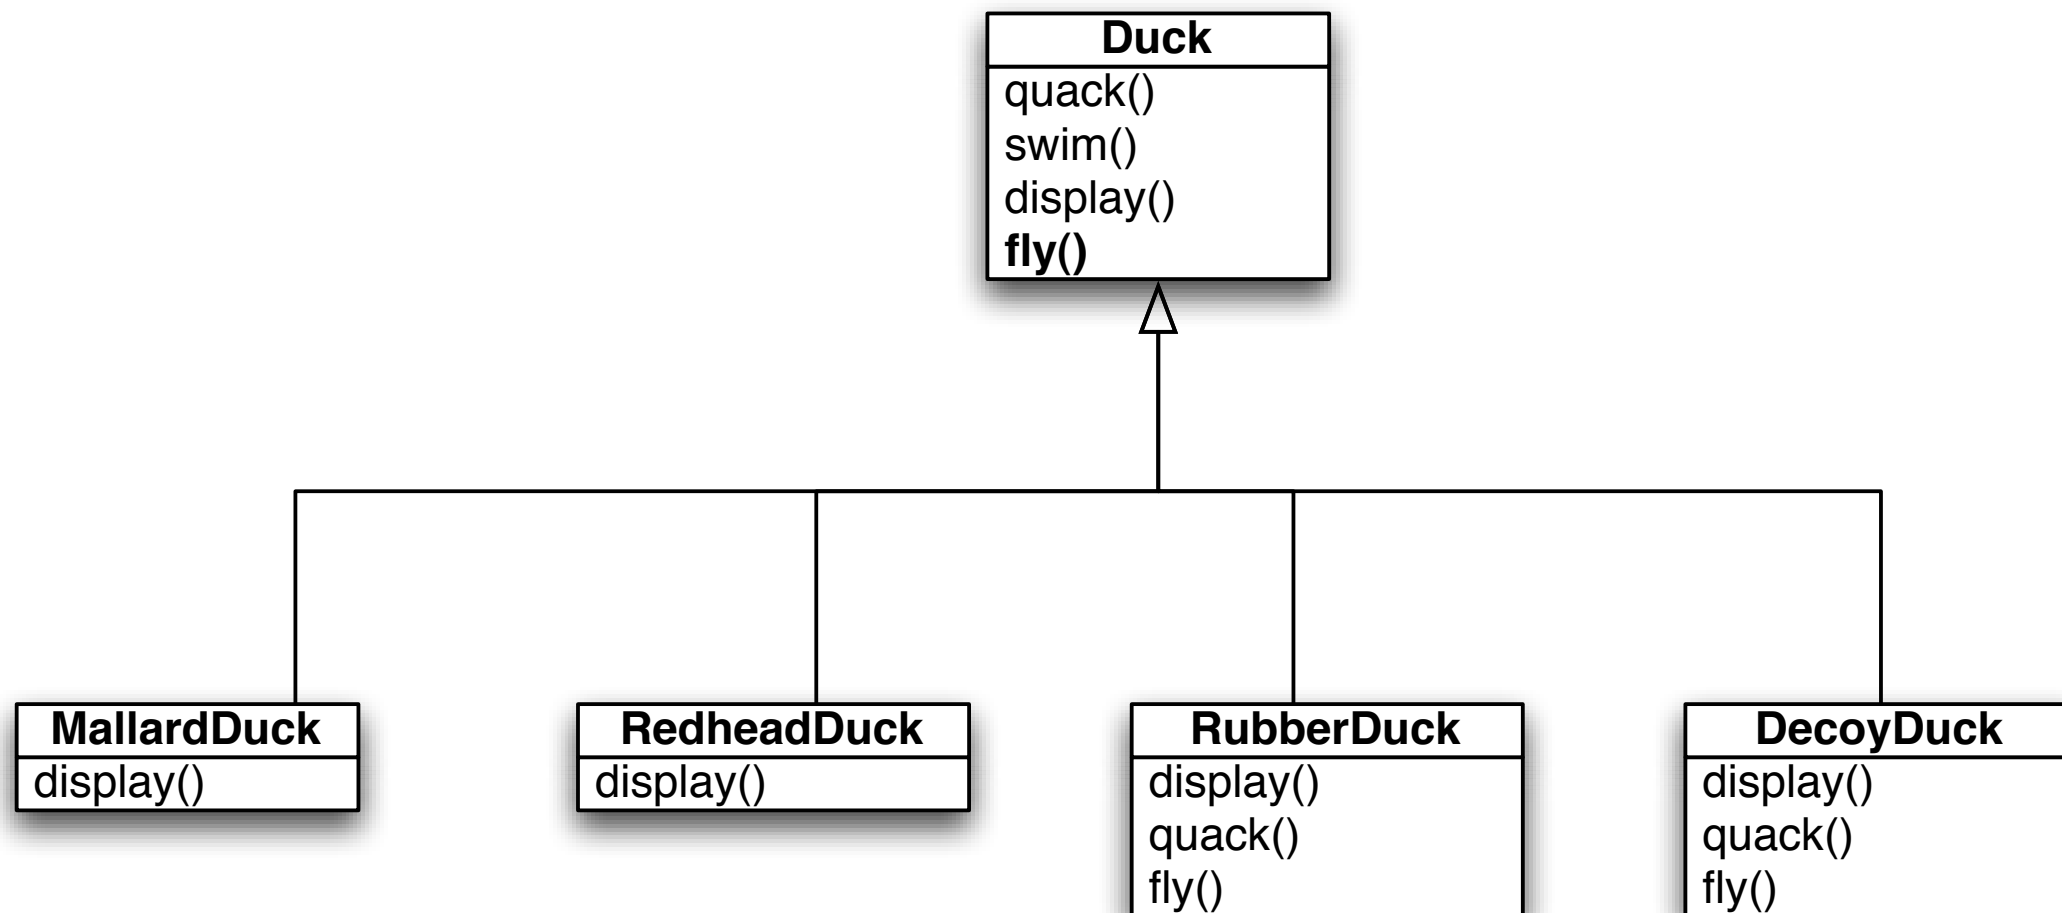 Duck
quack()
swim()
display()
fly()
MallardDuck
display()
RedheadDuck
display()
RubberDuck
display()
quack()
fly()
DecoyDuck
display()
quack()
fly()